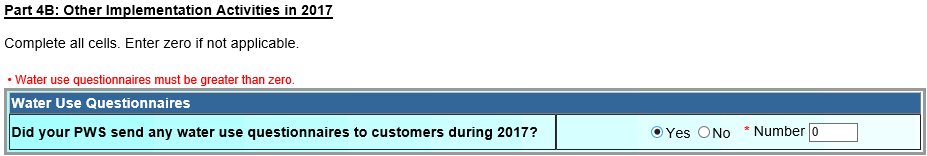 Part 4B: Other Implementation Activities in 2017
Complete all cells. Enter zero if not applicable.
• Water use questionnaires must be greater than zero.
Water Use Questionnaires
Did your PWS send any water use questionnaires to customers during 2017? Yes No * Number 0